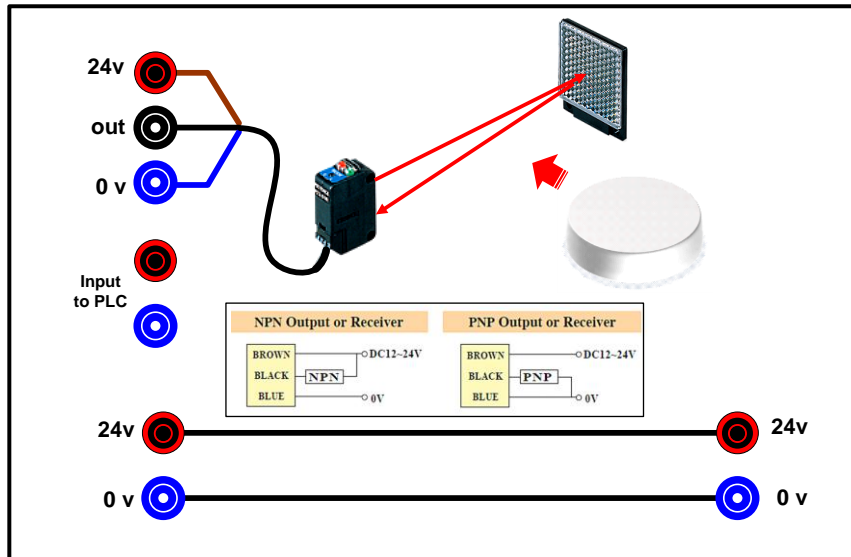 24v
out
0 v
Input
to PLC
NPN Output or Receiver
BROWN
DC12~24V
BLACK
NPN
BLUE
0V
PNP Output or Receiver
BROWN
DC12~24V
BLACK
PNP
BLUE
0V
24v
24v
0 v
0 v